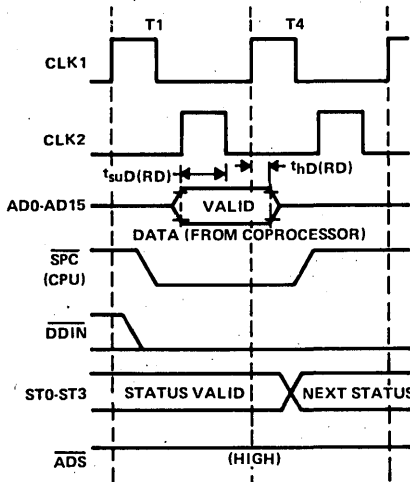 T1 T4
CLK1
CLK2
tsuD(RD) thD(RD)
AD0-AD15 VALID
DATA (FROM COPROCESSOR)
SPC
(CPU)
DDIN
ST0-ST3 STATUS VALID NEXT STATUS
ADS (HIGH)